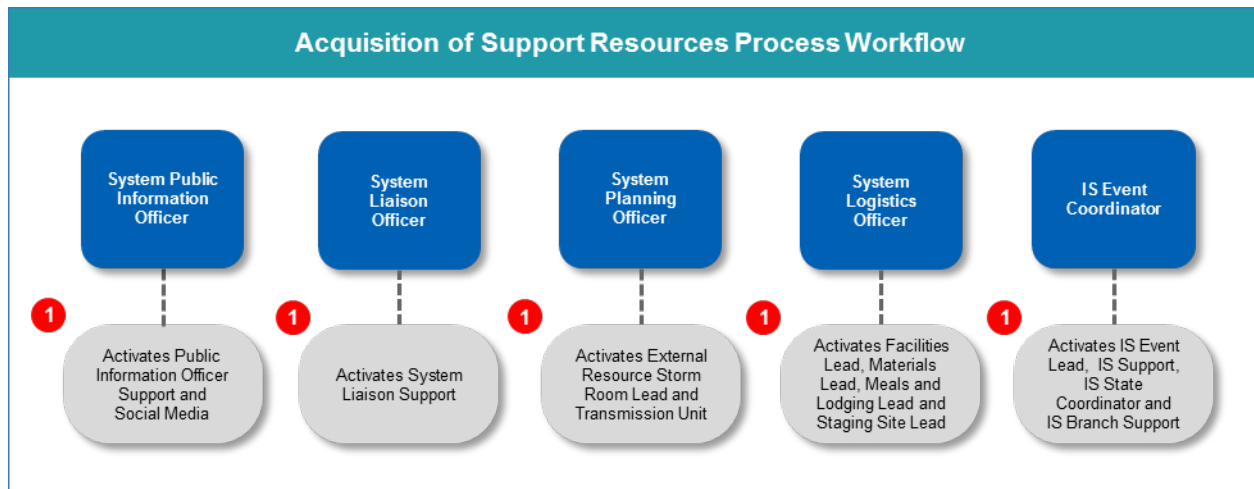 Acquisition of Support Resources Process Workflow
System Public
Information
Officer
System
Liaison
Officer
System
Planning
Officer
System
Logistics
Officer
IS Event
Coordinator
1
Activates Public
Information Officer
Support and
Social Media
1
Activates System
Liaison Support
1
Activates External
Resource Storm
Room Lead and
Transmission Unit
1
Activates Facilities
Lead, Materials
Lead, Meals and
Lodging Lead and
Staging Site Lead
1
Activates IS Event
Lead, IS Support,
IS State
Coordinator and
IS Branch Support